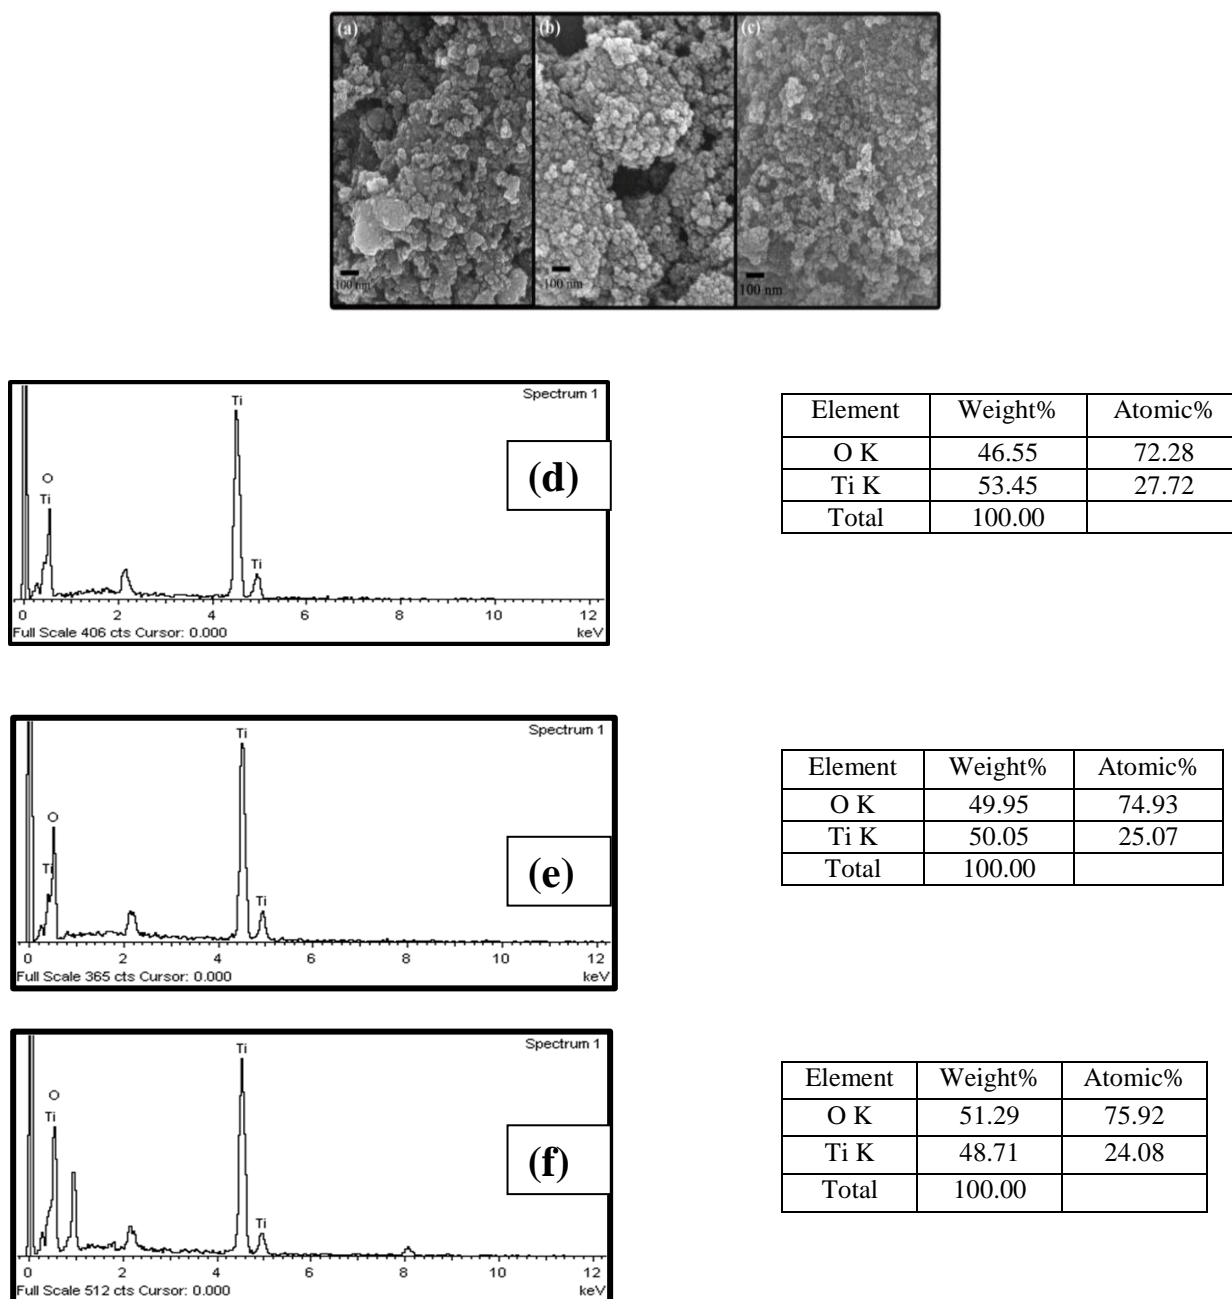 (a) (b) (c)
100 nm 100 nm 100 nm
Spectrum 1
Ti
(d)
O
Ti
Ti
0 2 4 6 8 10 12
Full Scale 406 cts Cursor: 0.000 keV
Element Weight% Atomic%
O K 46.55 72.28
Ti K 53.45 27.72
Total 100.00
Spectrum 1
Ti
O
(e)
Ti
Ti
0 2 4 6 8 10 12
Full Scale 365 cts Cursor: 0.000 keV
Element Weight% Atomic%
O K 49.95 74.93
Ti K 50.05 25.07
Total 100.00
Spectrum 1
Ti
O
Ti
(f)
Ti
0 2 4 6 8 10 12
Full Scale 512 cts Cursor: 0.000 keV
Element Weight% Atomic%
O K 51.29 75.92
Ti K 48.71 24.08
Total 100.00